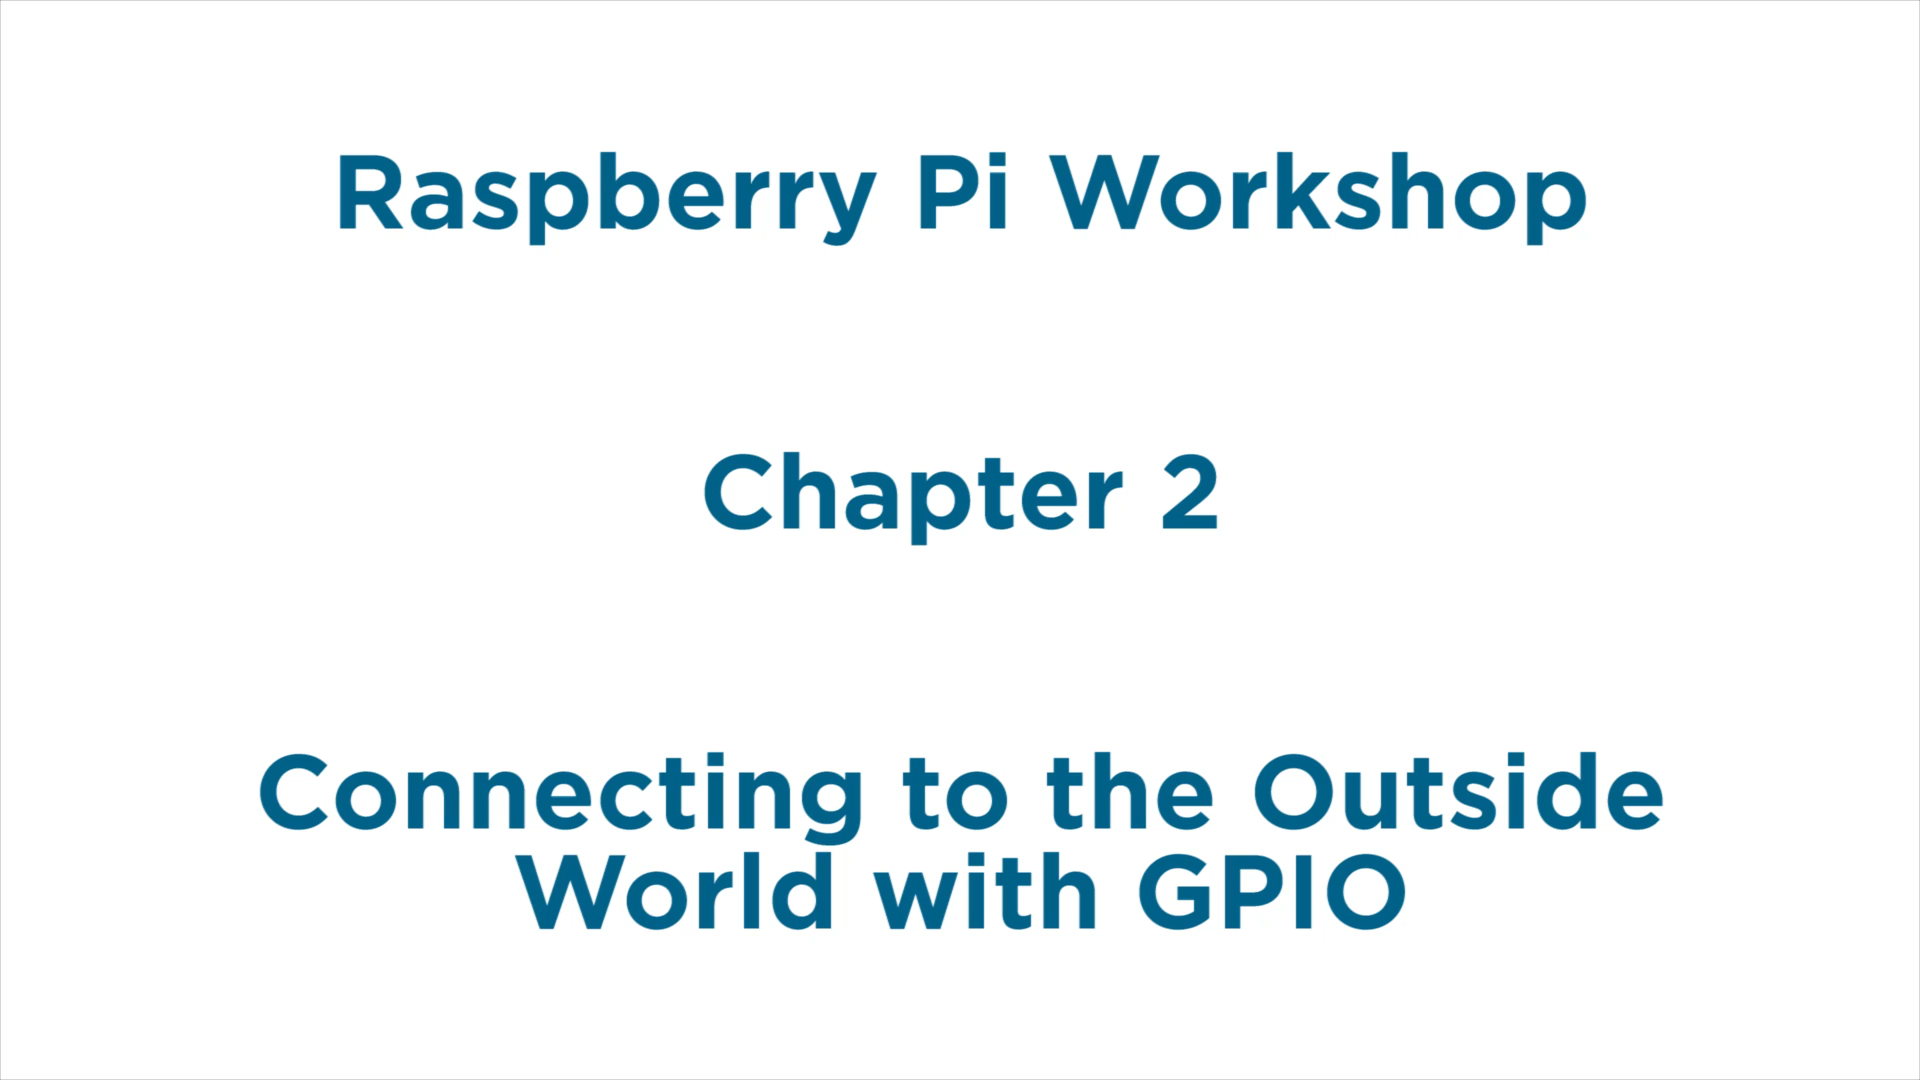 Raspberry Pi Workshop
Chapter 2
Connecting to the Outside
World with GPIO